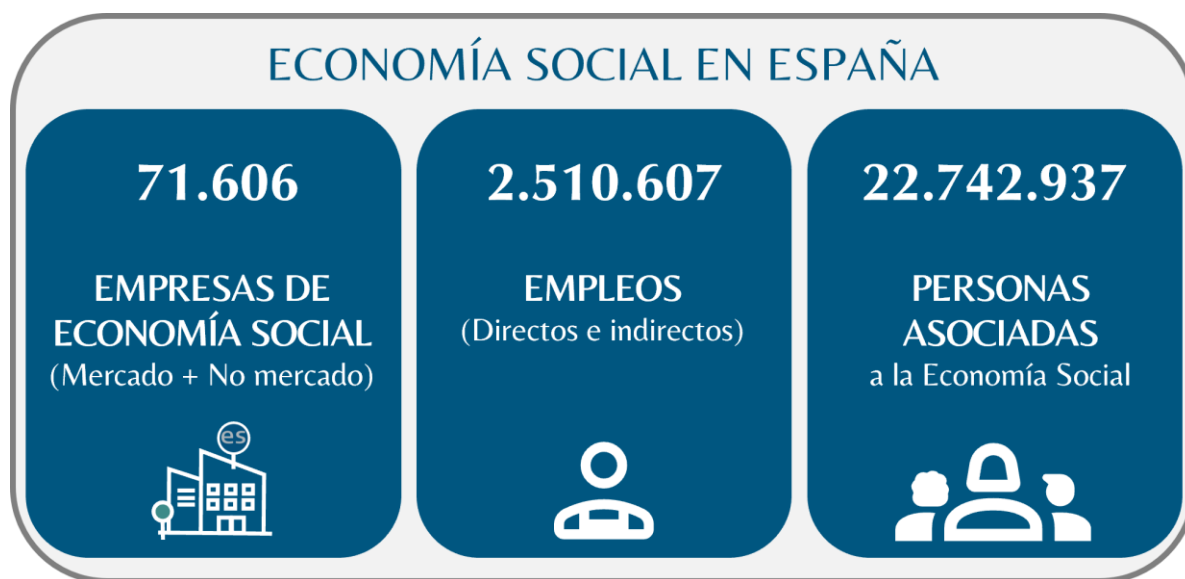 ECONOMÍA SOCIAL EN ESPAÑA
71.606
EMPRESAS DE
ECONOMÍA SOCIAL
(Mercado + No mercado)
es
2.510.607
EMPLEOS
(Directos e indirectos)
22.742.937
PERSONAS
ASOCIADAS
a la Economía Social